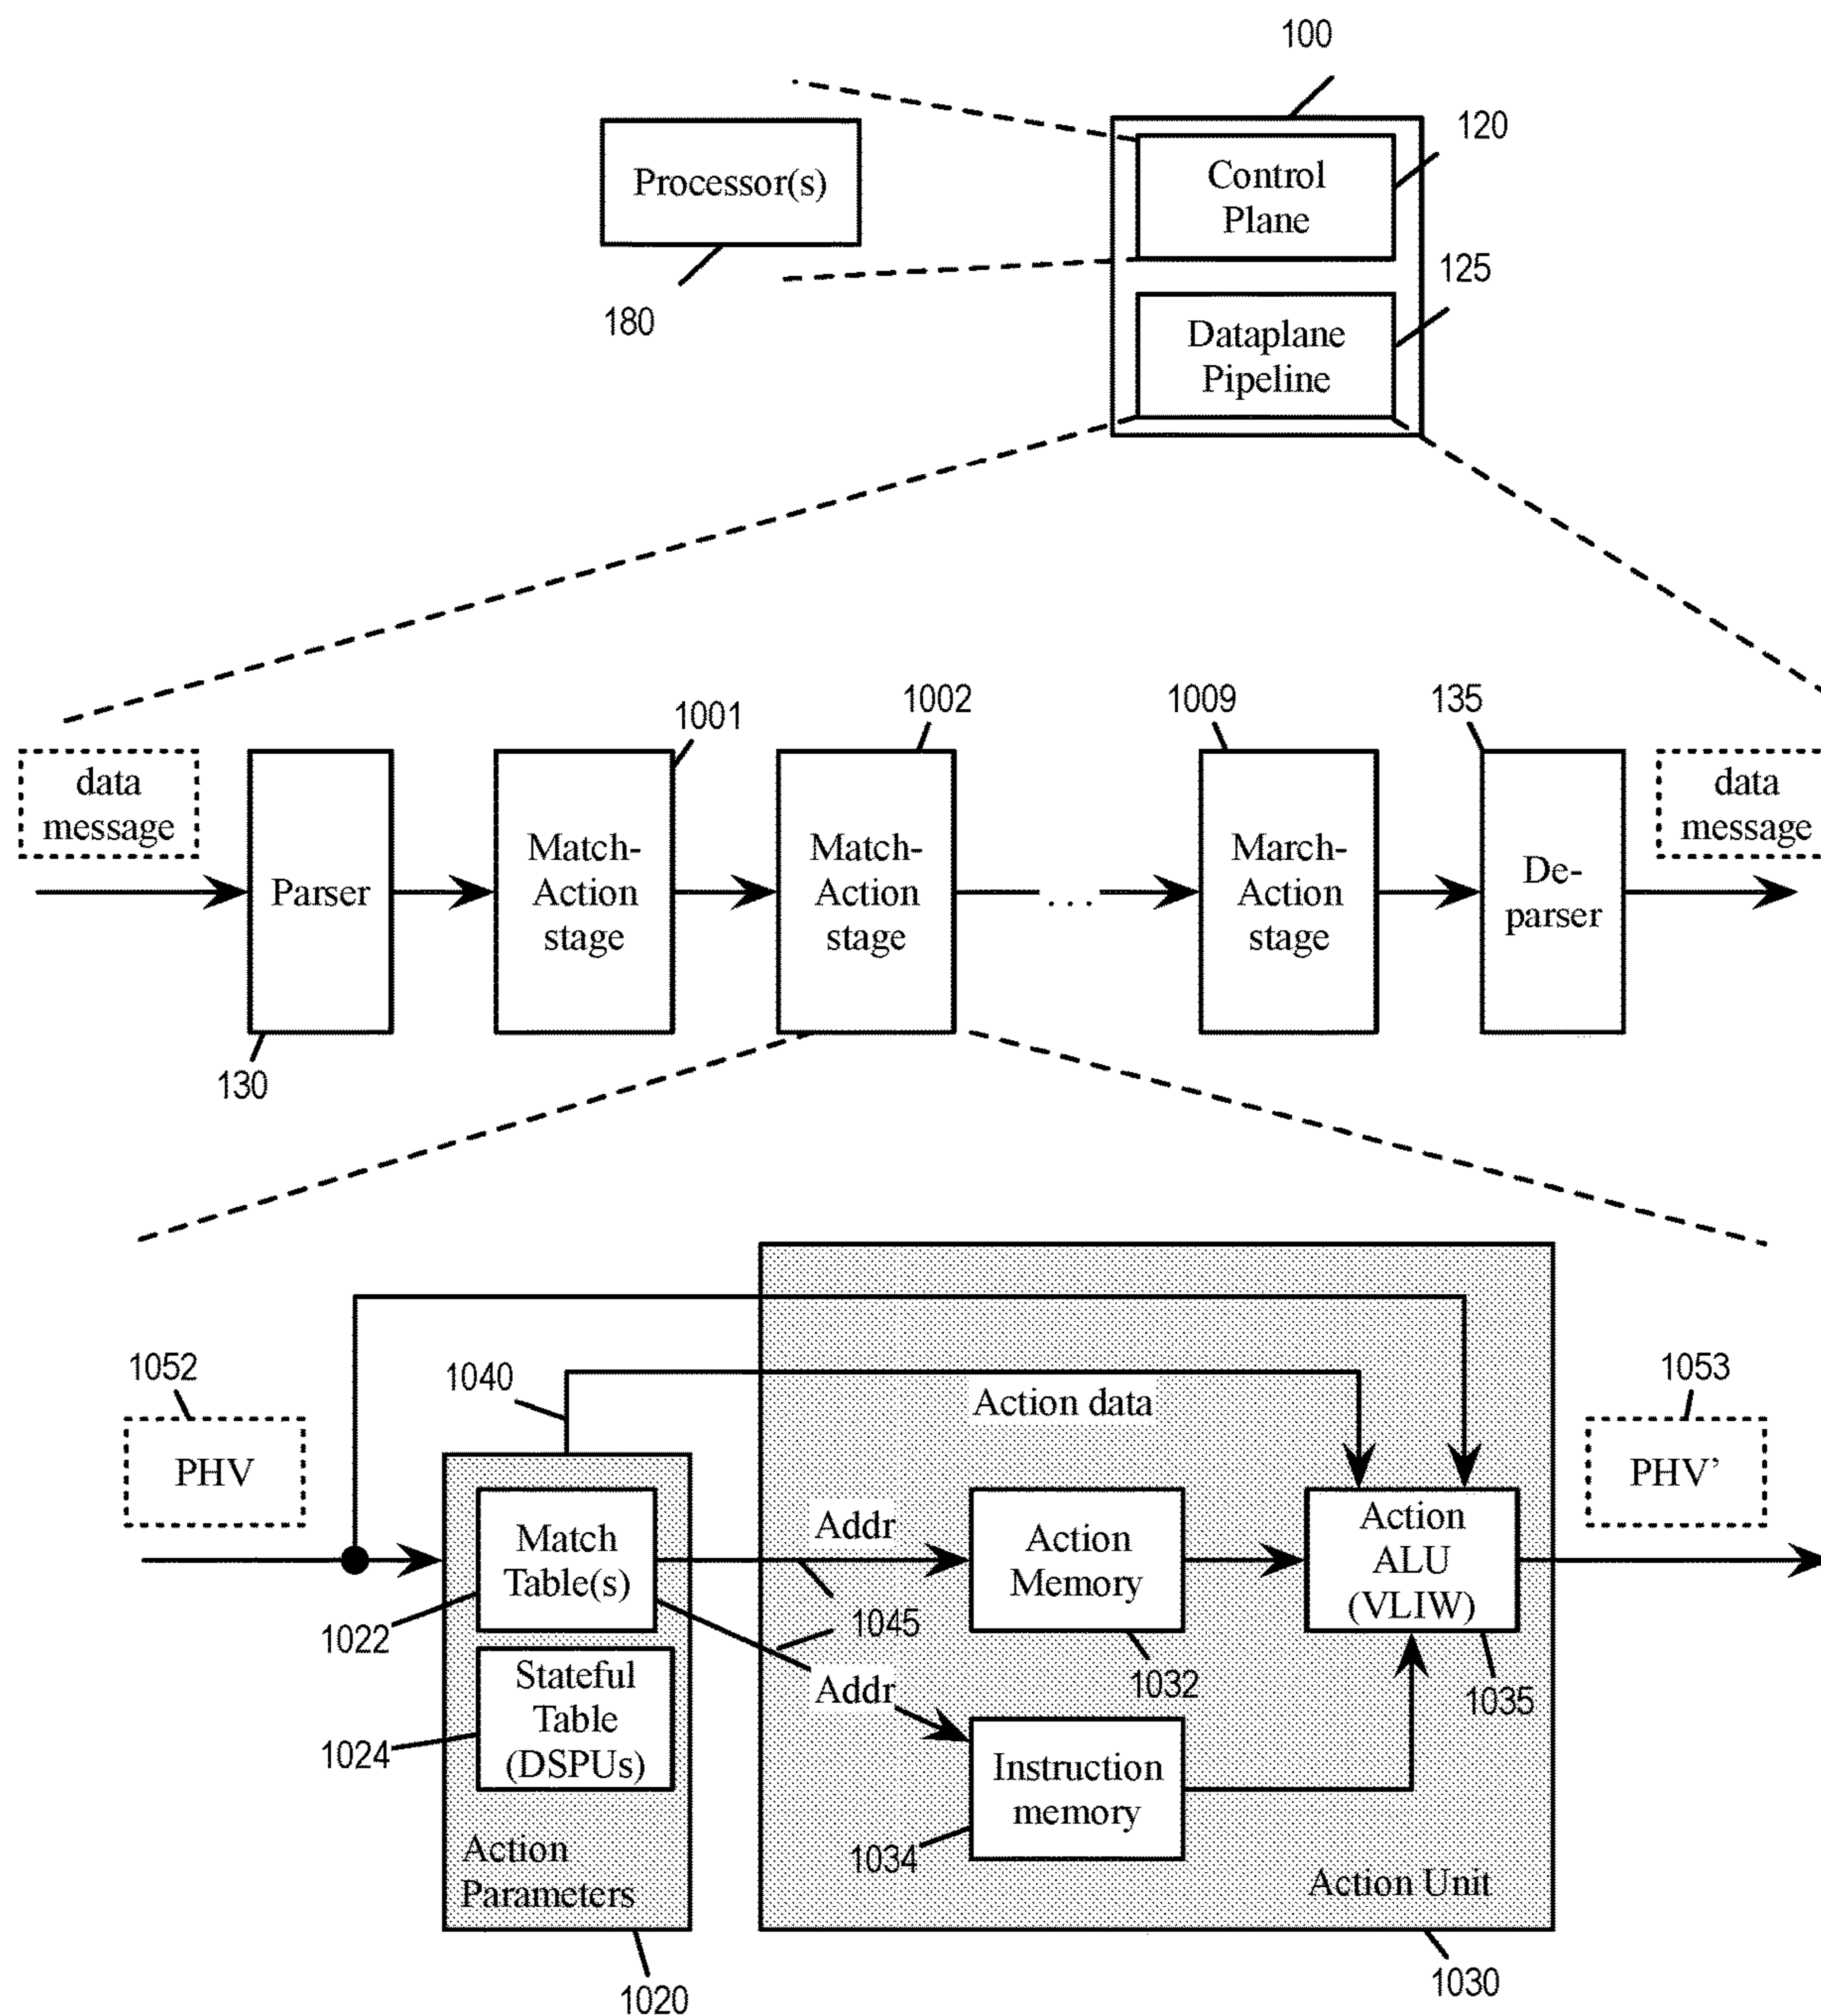 100
120
Processor(s)
Control
Plane
125
180
Dataplane
Pipeline
1001
1002
1009
135
data
message
data
message
Parser
Match-
Action
stage
Match-
Action
stage
...
March-
Action
stage
De-
parser
130
1052
1040
1053
Action data
PHV
PHV’
Match
Table(s)
Addr
Action
Memory
Action
ALU
(VLIW)
1022
1045
1032
1035
Stateful
Table
(DSPUs)
Addr
1024
Instruction
memory
1034
Action
Parameters
Action Unit
1020
1030